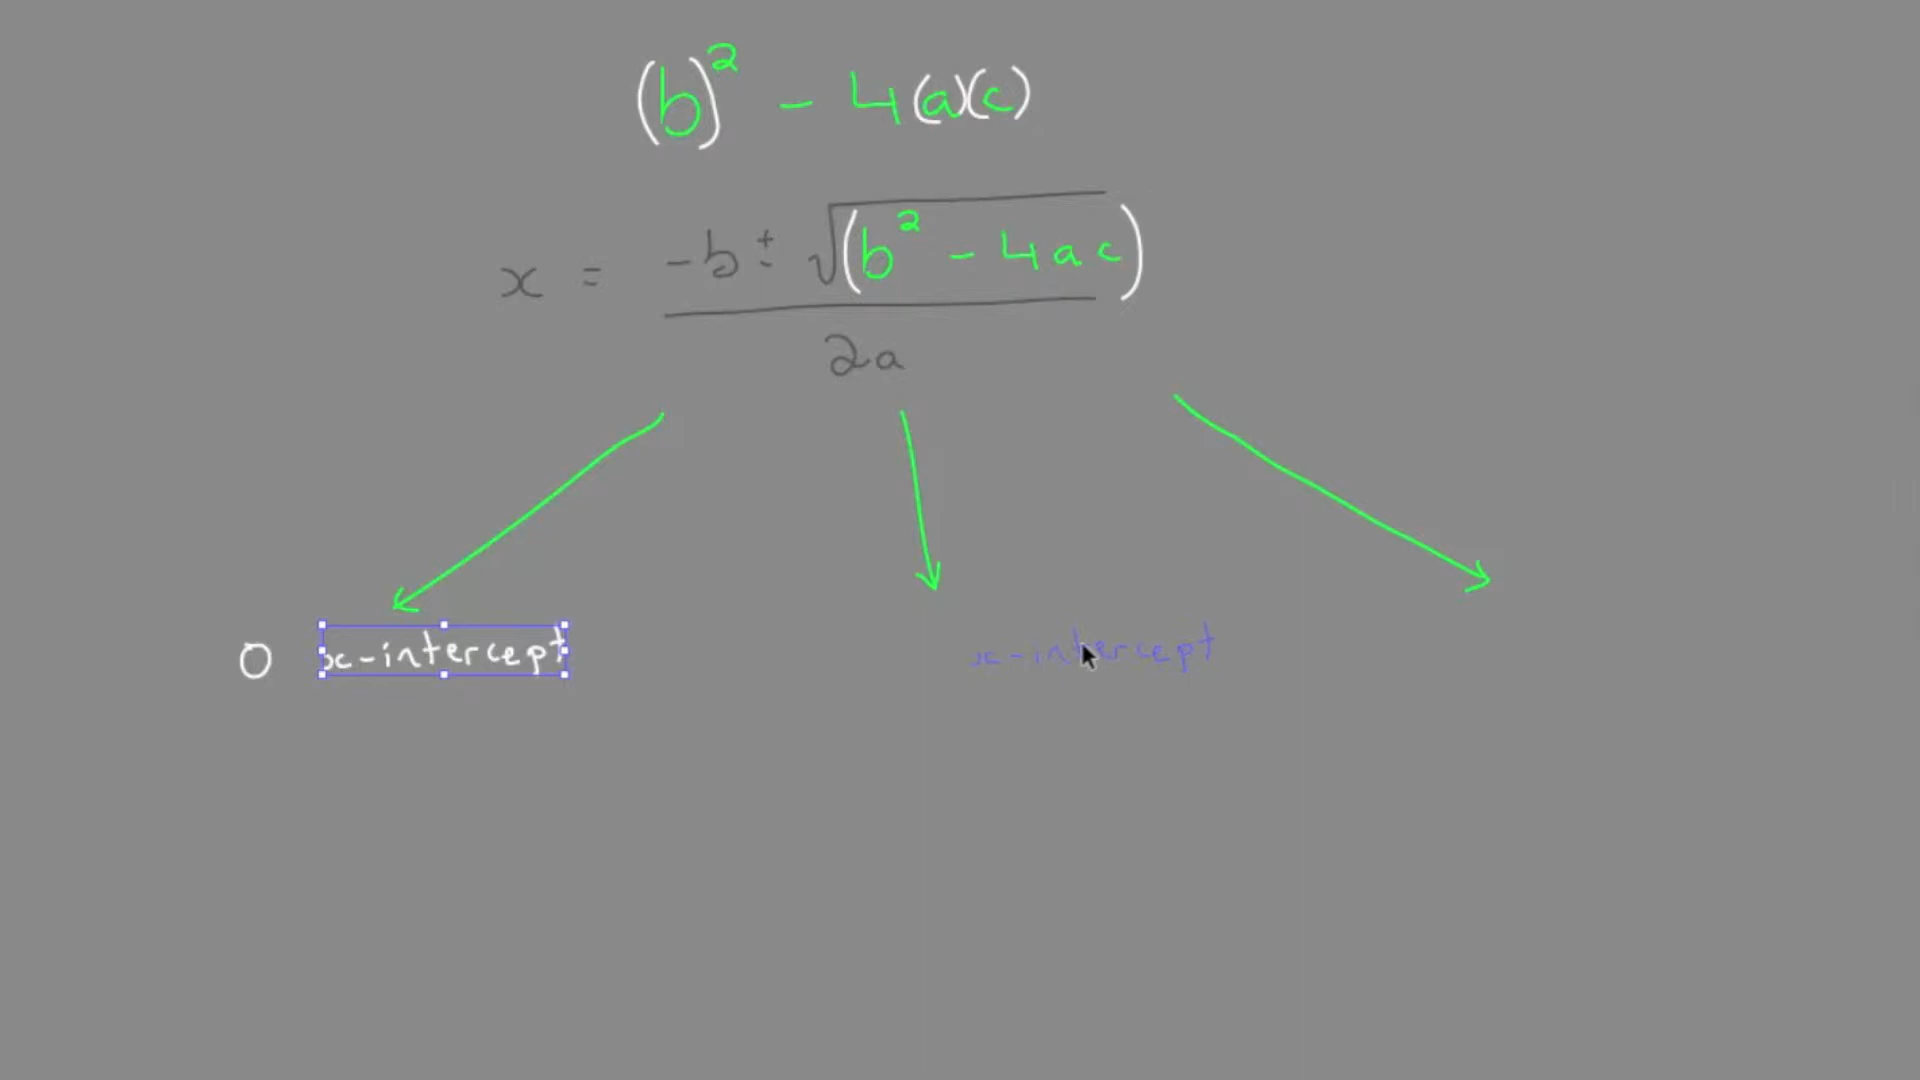 (b)² - 4(a)(c)
x = -b ± √(b² - 4ac)
2a
0 x-intercept x-intercept